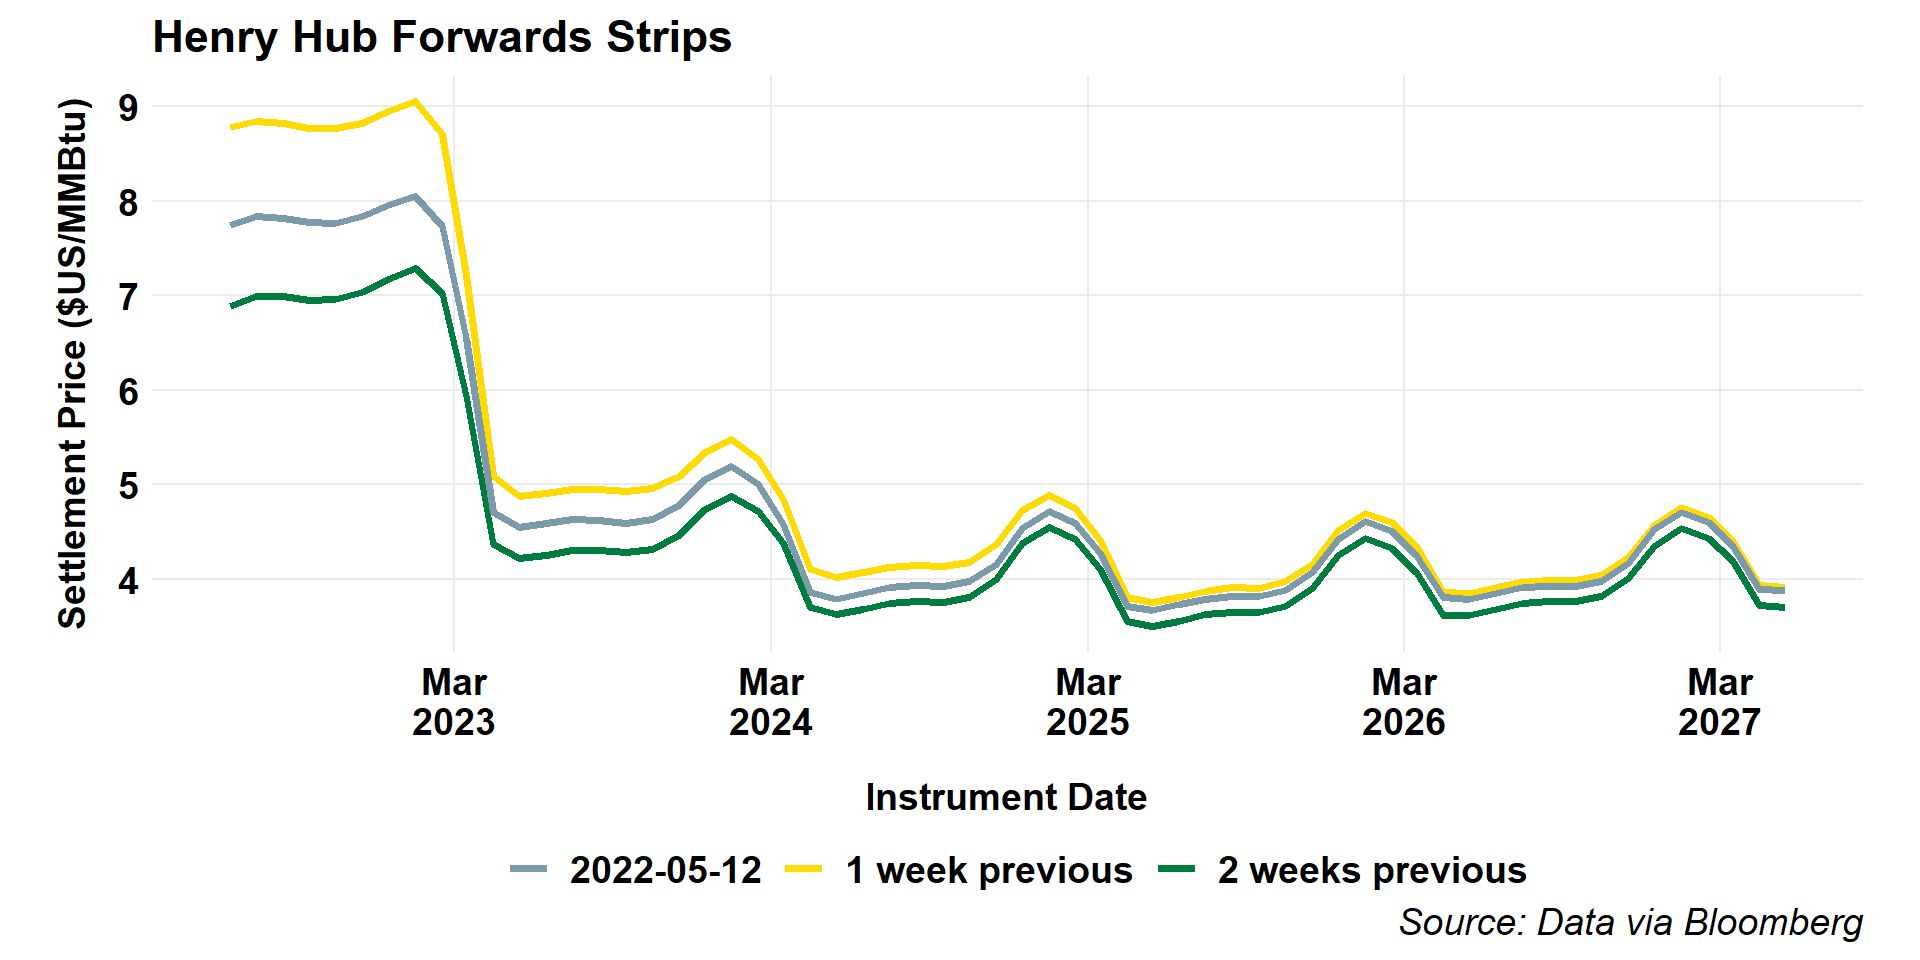 Henry Hub Forwards Strips
Settlement Price ($US/MMBtu)
9
8
7
6
5
4
Mar
2023
Mar
2024
Mar
2025
Mar
2026
Mar
2027
Instrument Date
2022-05-12
1 week previous
2 weeks previous
Source: Data via Bloomberg